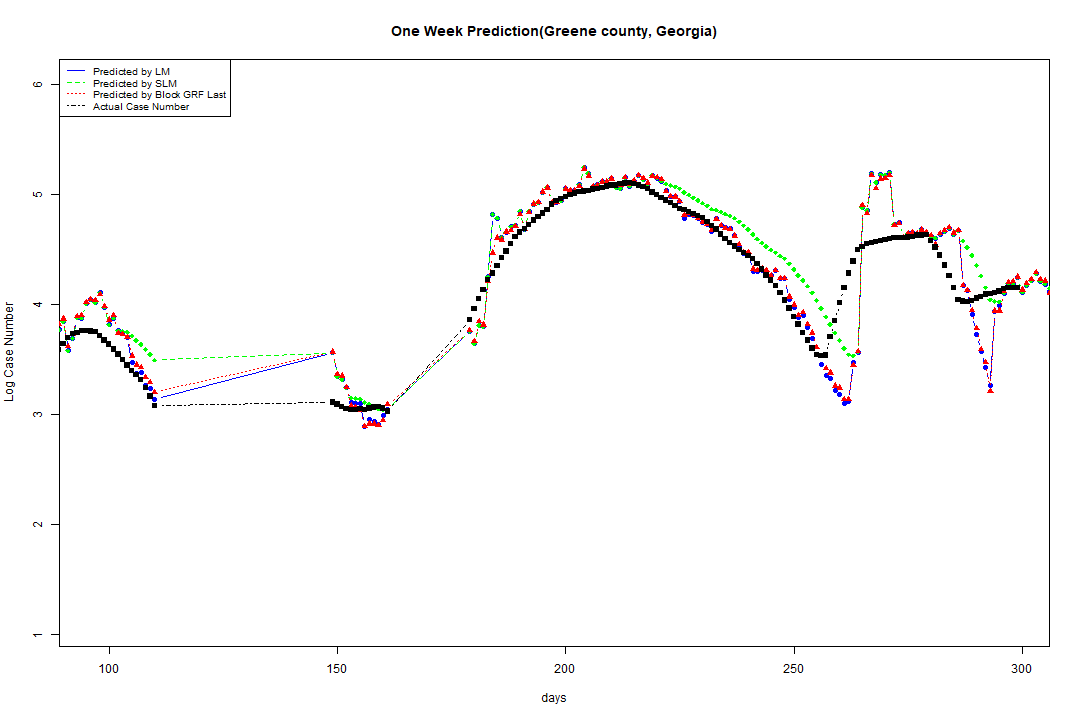 One Week Prediction(Greene county, Georgia)
Predicted by LM
Predicted by SLM
Predicted by Block GRF Last
Actual Case Number
6
5
4
3
2
1
Log Case Number
100 150 200 250 300
days